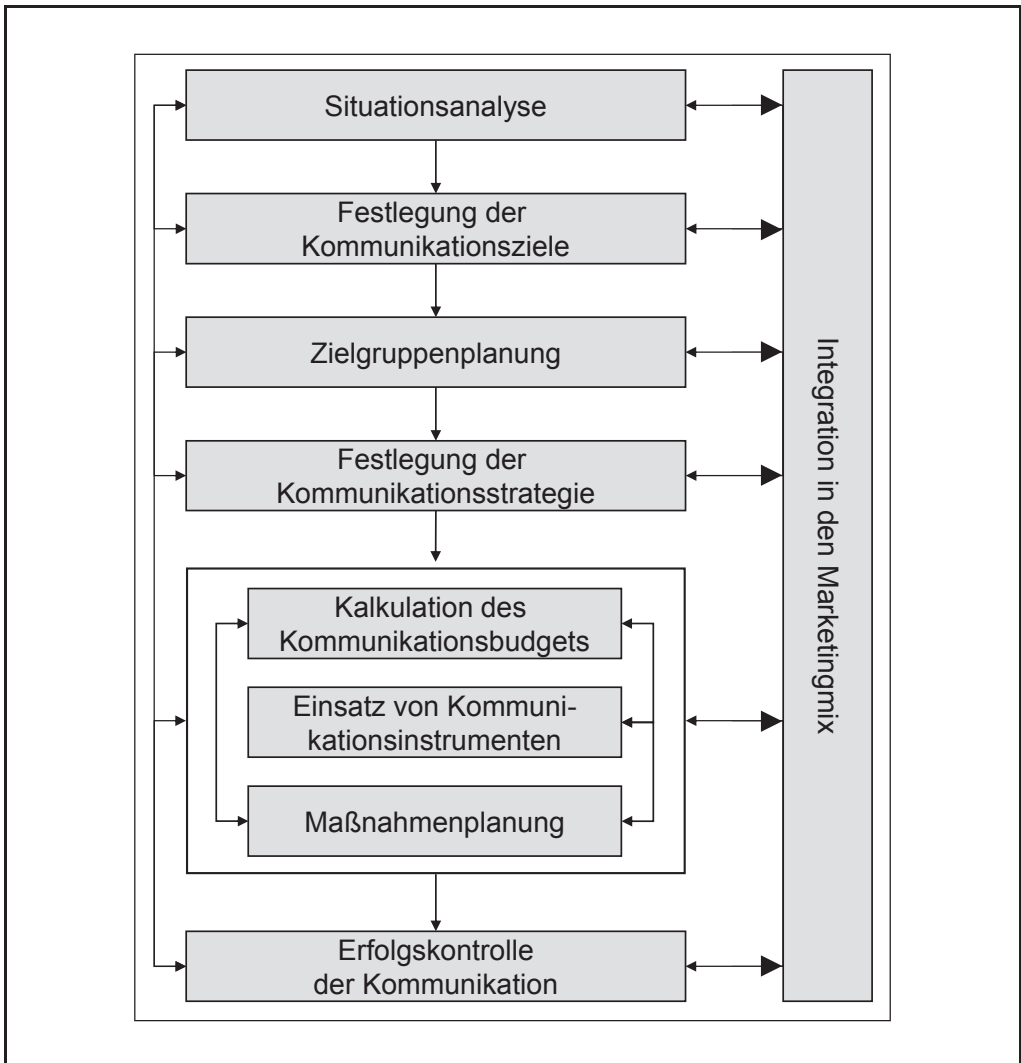 Situationsanalyse
Festlegung der
Kommunikationsziele
Zielgruppenplanung
Festlegung der
Kommunikationsstrategie
Kalkulation des
Kommunikationsbudgets
Einsatz von Kommuni-
kationsinstrumenten
Maßnahmenplanung
Erfolgskontrolle
der Kommunikation
Integration in den Marketingmix